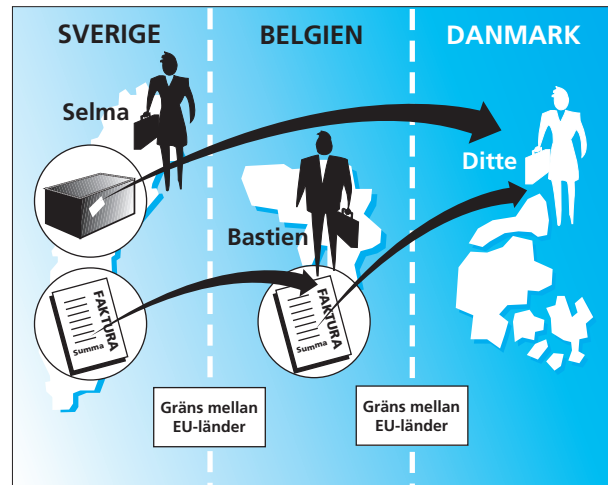 SVERIGE
BELGIEN
DANMARK
Selma
Ditte
Bastien
FAKTURA
Summa
FAKTURA
Summa
Gräns mellan
EU-länder
Gräns mellan
EU-länder